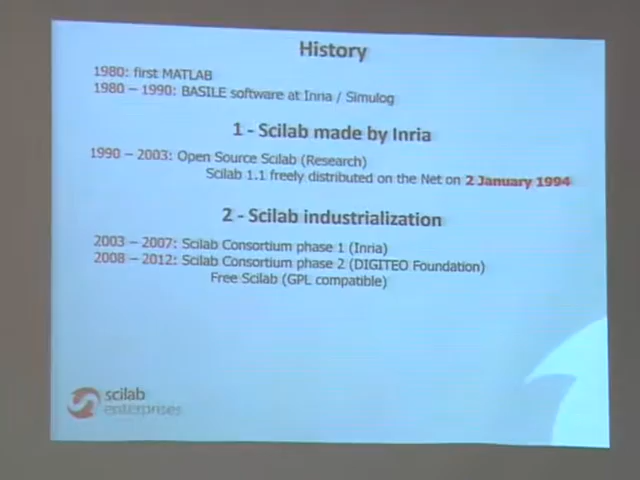 History
1980: first MATLAB
1980 – 1990: BASILE software at Inria / Simulog
1 - Scilab made by Inria
1990 – 2003: Open Source Scilab (Research)
Scilab 1.1 freely distributed on the Net on 2 January 1994
2 - Scilab industrialization
2003 – 2007: Scilab Consortium phase 1 (Inria)
2008 – 2012: Scilab Consortium phase 2 (DIGITEO Foundation)
Free Scilab (GPL compatible)
scilab
enterprises